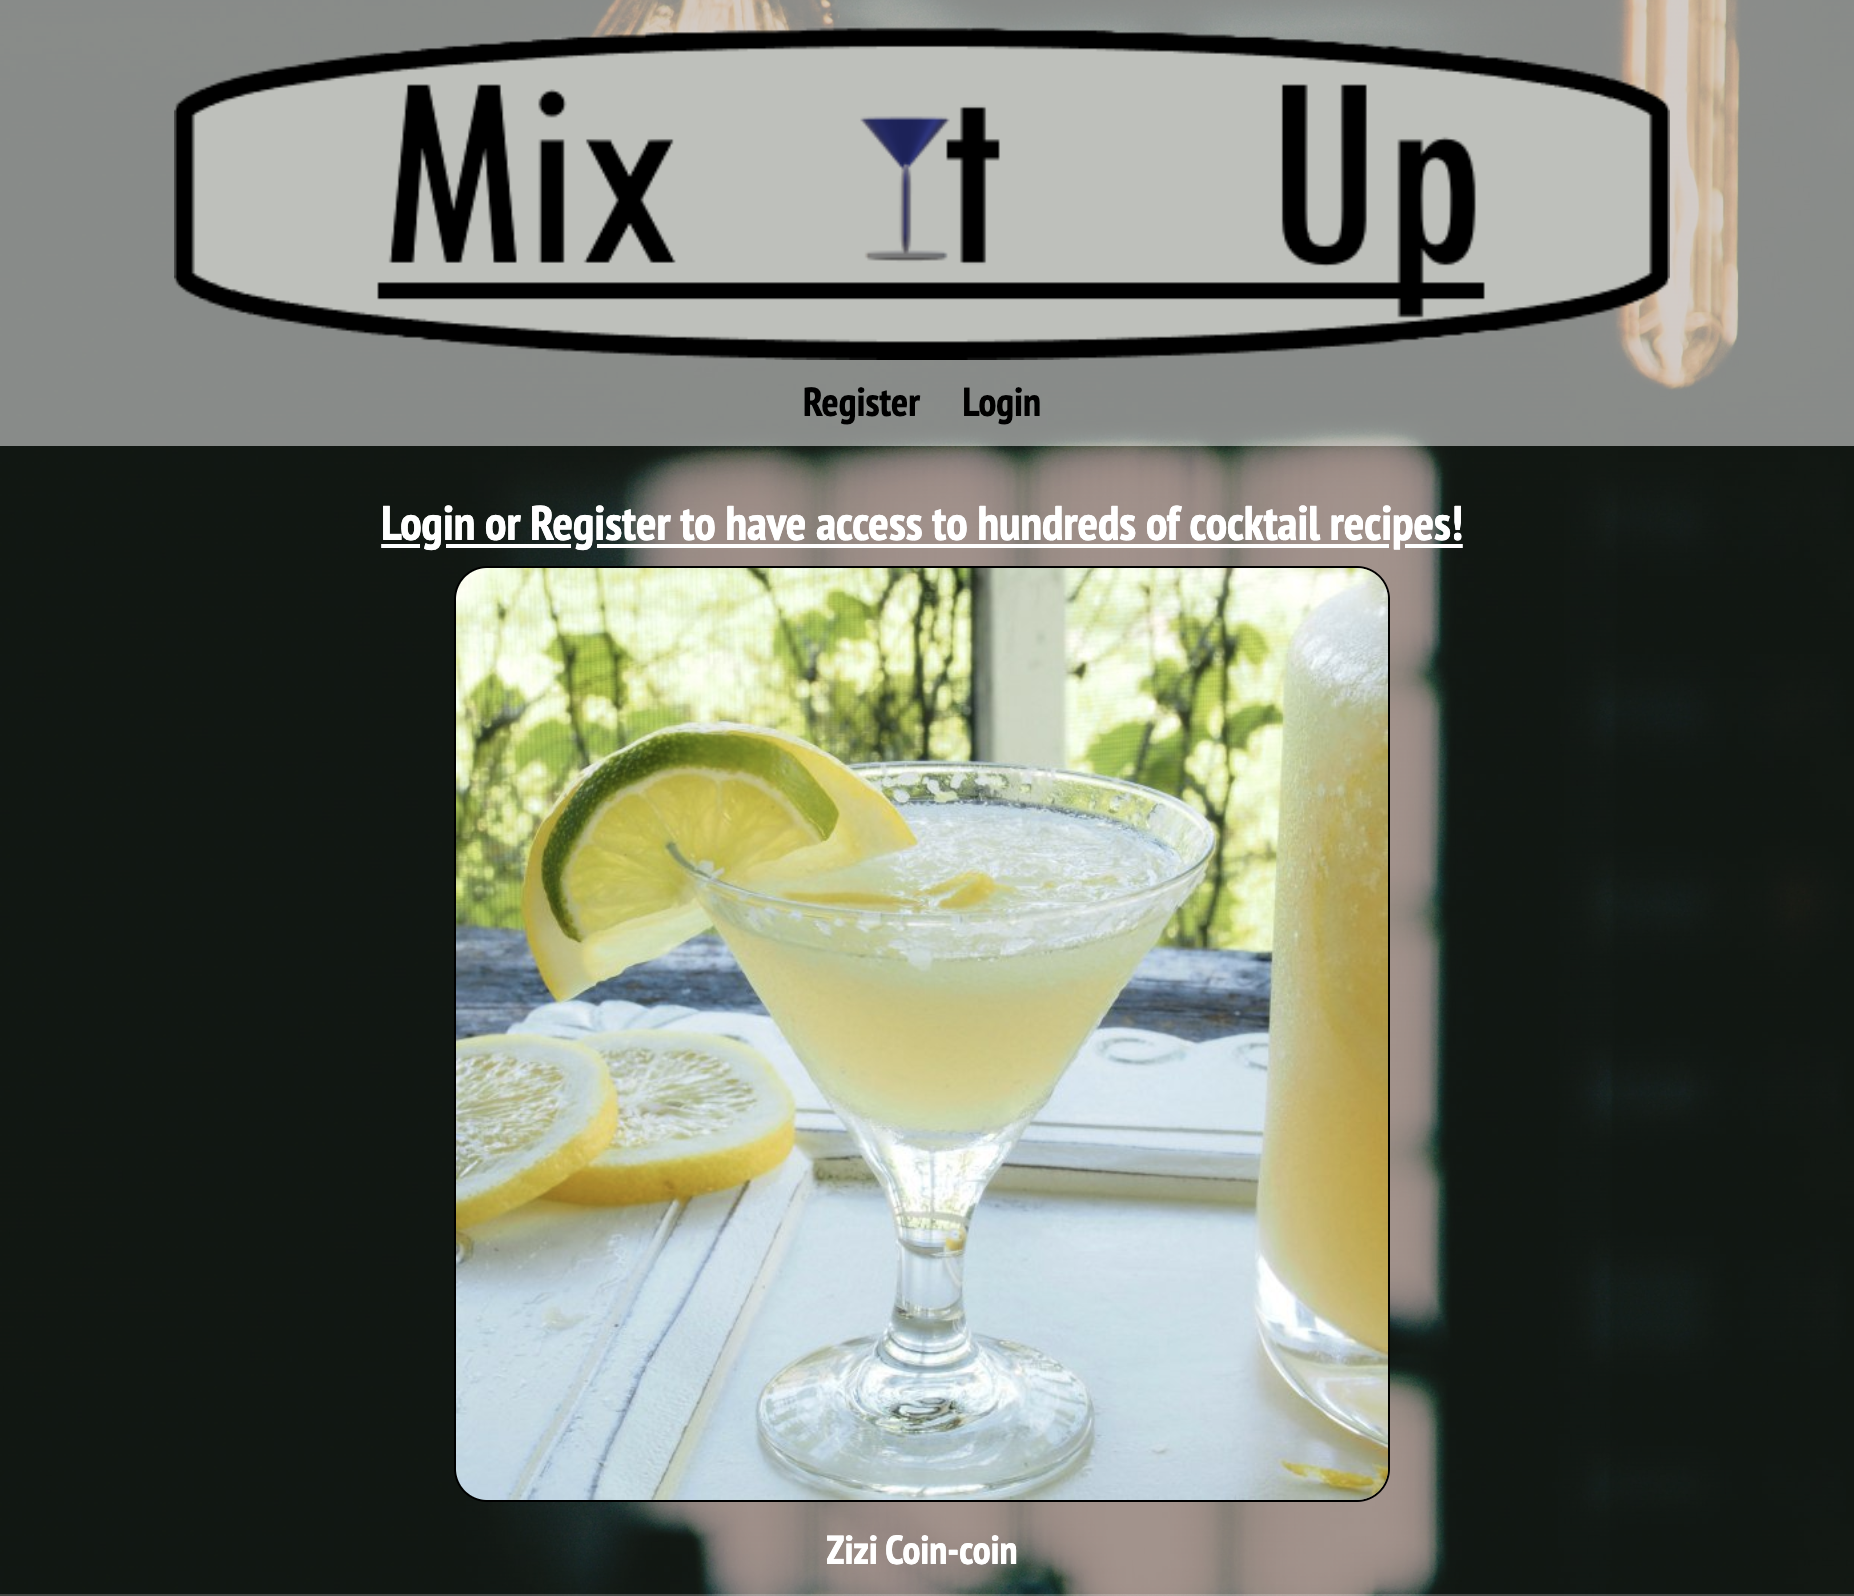 Mix It Up
Register Login
Login or Register to have access to hundreds of cocktail recipes!
Zizi Coin-coin